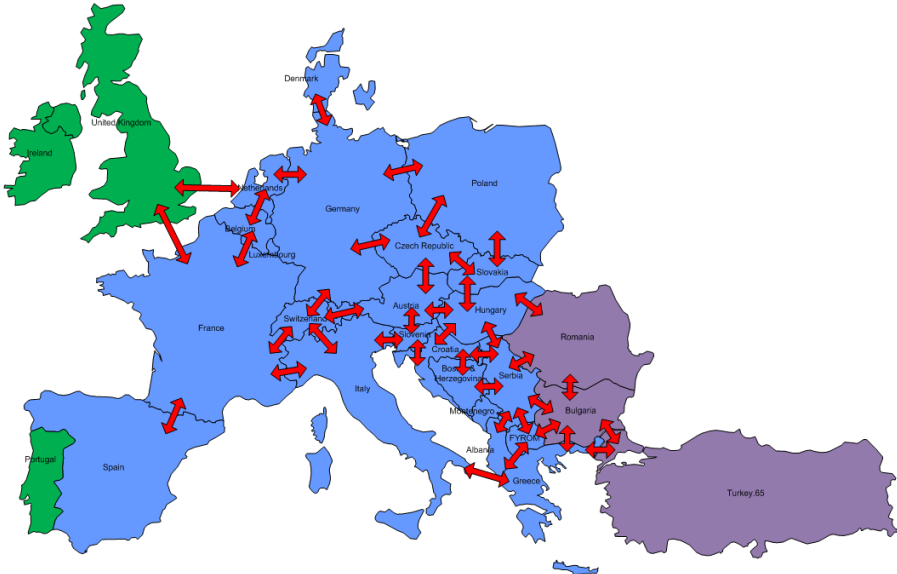 Denmark
United Kingdom
Ireland
Netherlands
Poland
Germany
Belgium
Czech Republic
Luxembourg
Slovakia
Austria
Hungary
Switzerland
France
Slovenia
Romania
Croatia
Bosnia &
Herzegovina
Serbia
Italy
Montenegro
Bulgaria
FYROM
Albania
Portugal
Spain
Greece
Turkey.65